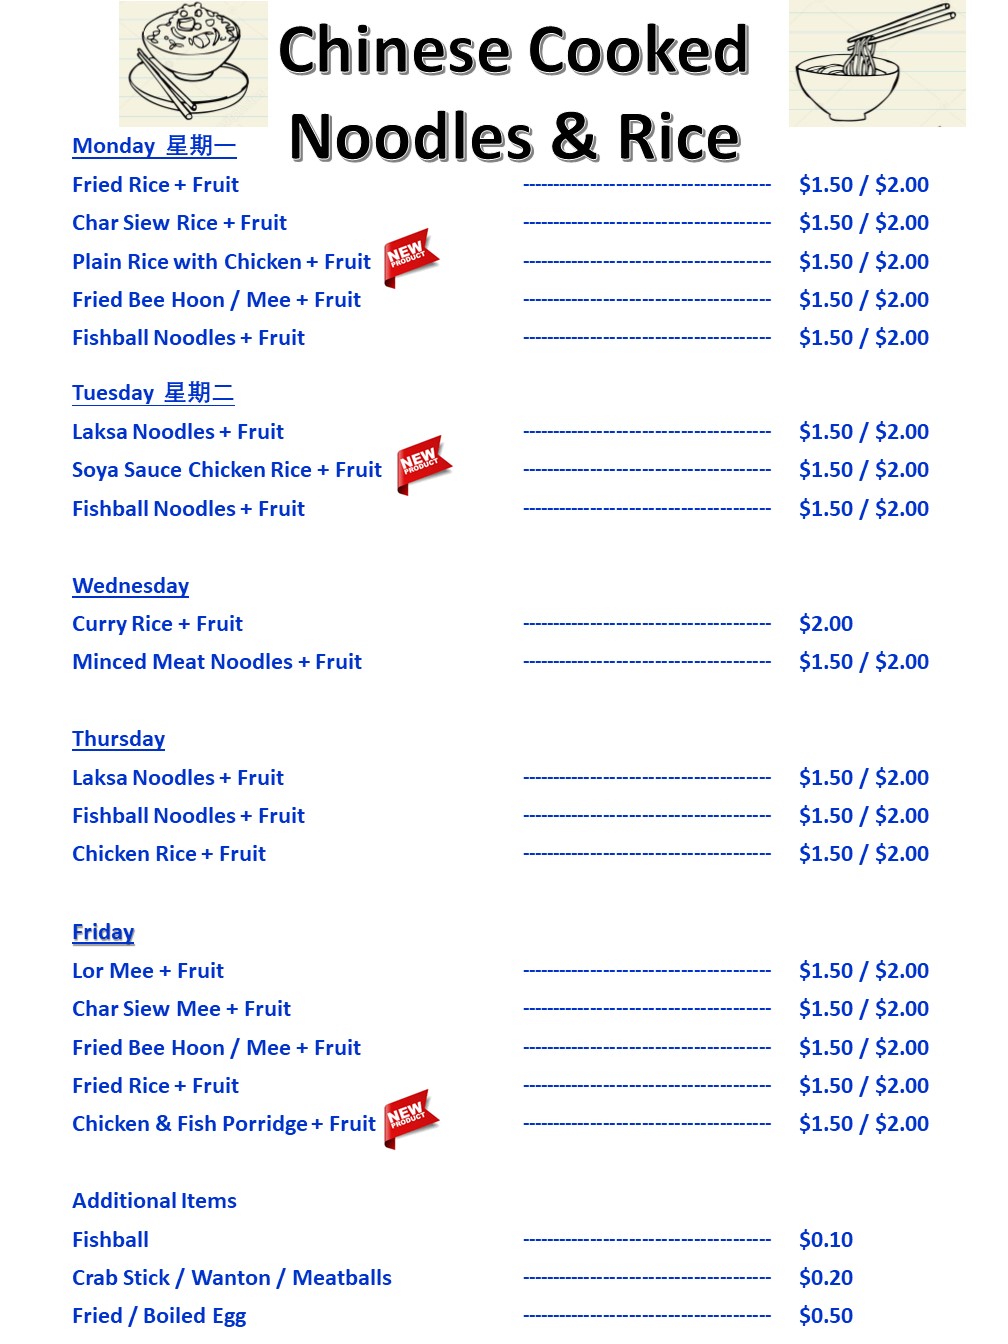 Chinese Cooked
Noodles & Rice
Monday 星期一
Fried Rice + Fruit ---------------------------------------- $1.50 / $2.00
Char Siew Rice + Fruit ---------------------------------------- $1.50 / $2.00
Plain Rice with Chicken + Fruit NEW PRODUCT ---------------------------------------- $1.50 / $2.00
Fried Bee Hoon / Mee + Fruit ---------------------------------------- $1.50 / $2.00
Fishball Noodles + Fruit ---------------------------------------- $1.50 / $2.00
Tuesday 星期二
Laksa Noodles + Fruit ---------------------------------------- $1.50 / $2.00
Soya Sauce Chicken Rice + Fruit NEW PRODUCT ---------------------------------------- $1.50 / $2.00
Fishball Noodles + Fruit ---------------------------------------- $1.50 / $2.00
Wednesday
Curry Rice + Fruit ---------------------------------------- $2.00
Minced Meat Noodles + Fruit ---------------------------------------- $1.50 / $2.00
Thursday
Laksa Noodles + Fruit ---------------------------------------- $1.50 / $2.00
Fishball Noodles + Fruit ---------------------------------------- $1.50 / $2.00
Chicken Rice + Fruit ---------------------------------------- $1.50 / $2.00
Friday
Lor Mee + Fruit ---------------------------------------- $1.50 / $2.00
Char Siew Mee + Fruit ---------------------------------------- $1.50 / $2.00
Fried Bee Hoon / Mee + Fruit ---------------------------------------- $1.50 / $2.00
Fried Rice + Fruit ---------------------------------------- $1.50 / $2.00
Chicken & Fish Porridge + Fruit NEW PRODUCT ---------------------------------------- $1.50 / $2.00
Additional Items
Fishball ---------------------------------------- $0.10
Crab Stick / Wanton / Meatballs ---------------------------------------- $0.20
Fried / Boiled Egg ---------------------------------------- $0.50